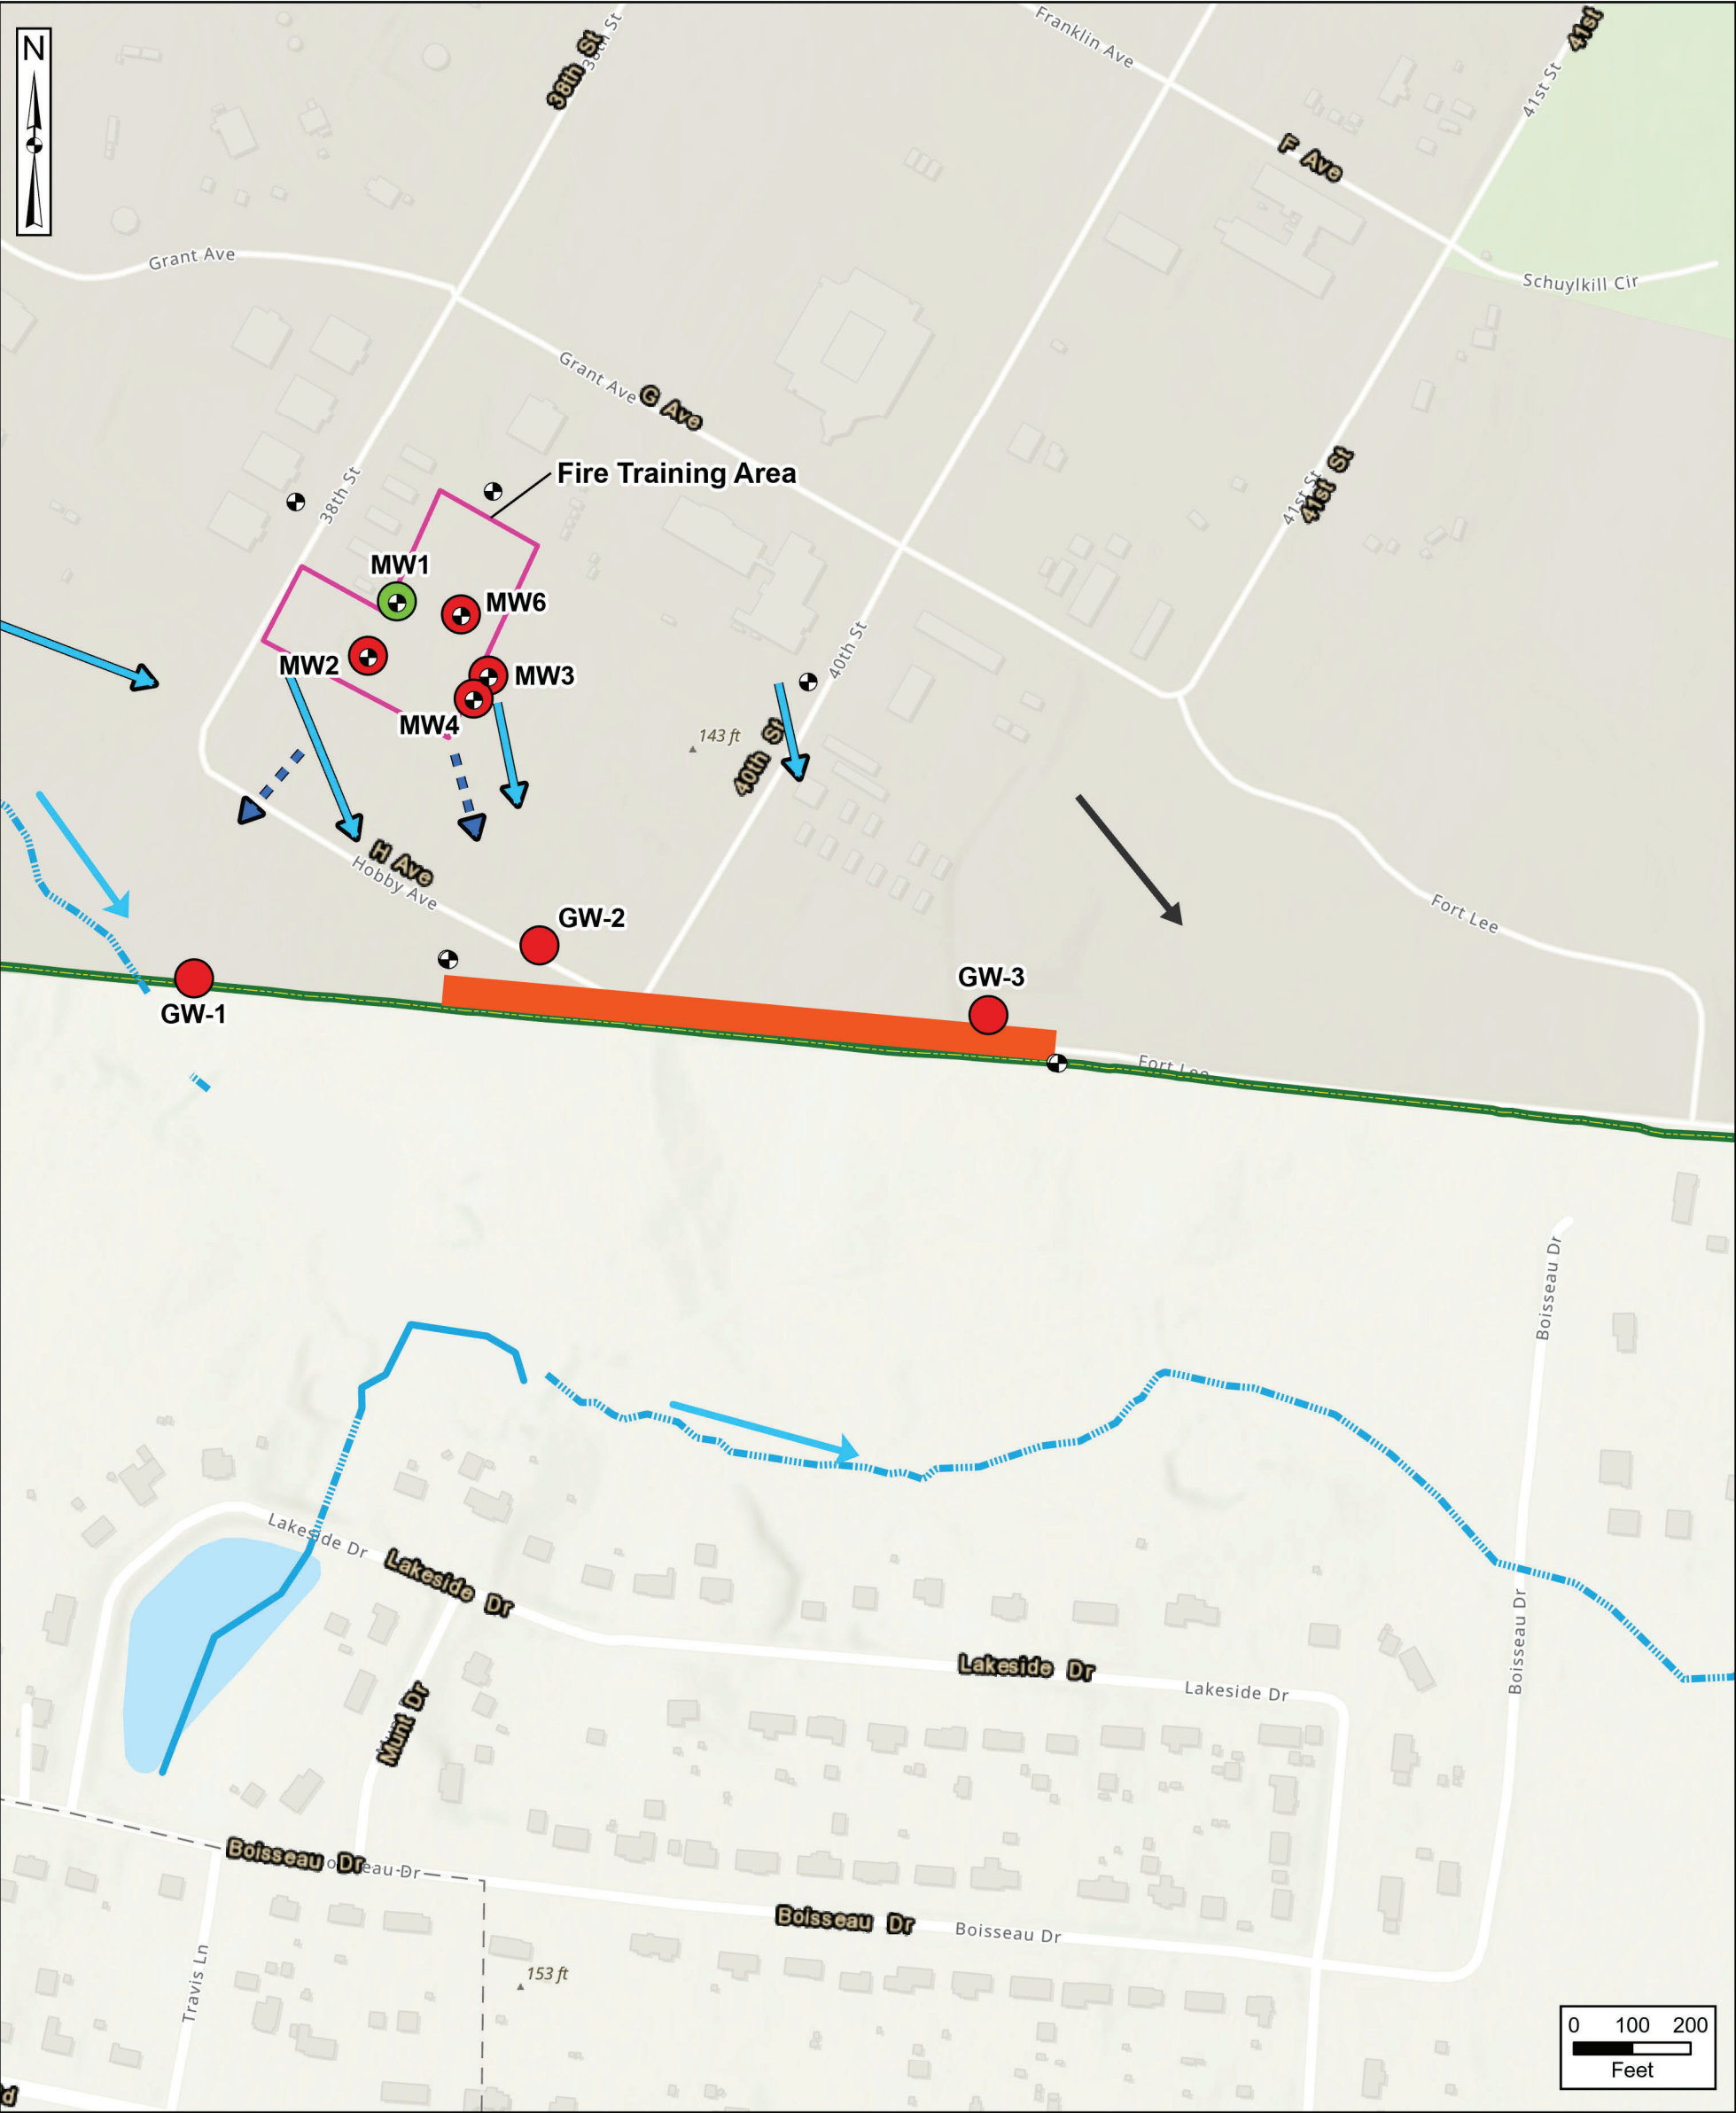 N
38th St
38th St
Franklin Ave
41st
41st St
F Ave
Grant Ave
Schuylkill Cir
Grant Ave
G Ave
Fire Training Area
38th St
41st St
41st St
MW1
MW6
MW2
MW3
MW4
40th St
143 ft
40th St
H Ave
Hobby Ave
Fort Lee
GW-2
GW-3
GW-1
Fort Lee
Boisseau Dr
Lakeside Dr
Lakeside Dr
Boisseau Dr
Lakeside Dr
Lakeside Dr
Munt Dr
Boisseau Dr
eau Dr
Boisseau Dr
Boisseau Dr
Travis Ln
153 ft
0 100 200
Feet
d